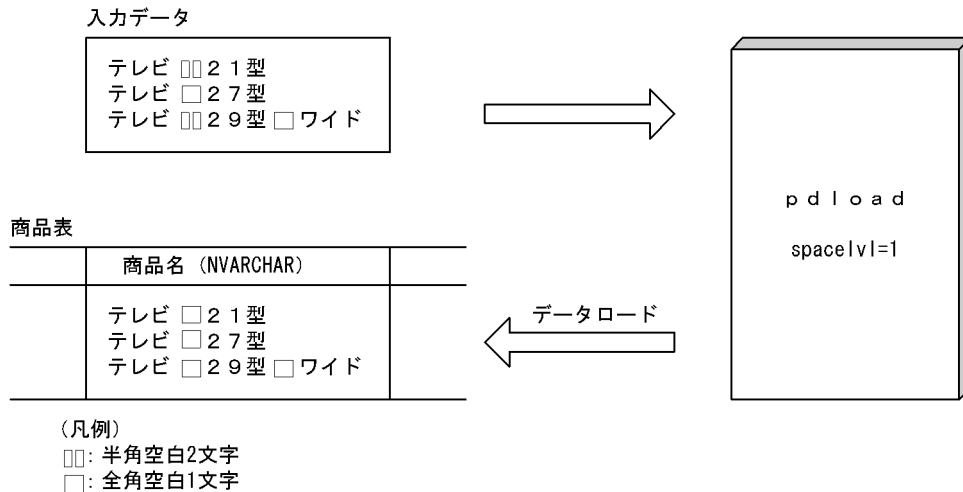 入力データ
テレビ □□２１型
テレビ □２７型
テレビ □□２９型 □ ワイド
ｐｄｌｏａｄ
spacelvl=1
商品表
商品名 (NVARCHAR)
テレビ □２１型
テレビ □２７型
テレビ □２９型 □ ワイド
データロード
(凡例)
□□: 半角空白2文字
□: 全角空白1文字